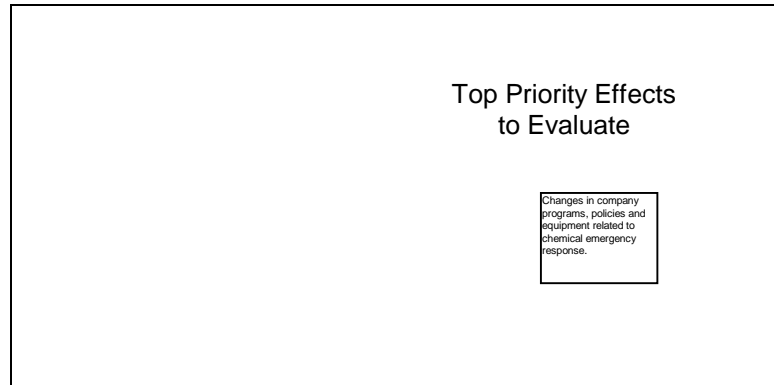 Top Priority Effects
to Evaluate
Changes in company
programs, policies and
equipment related to
chemical emergency
response.